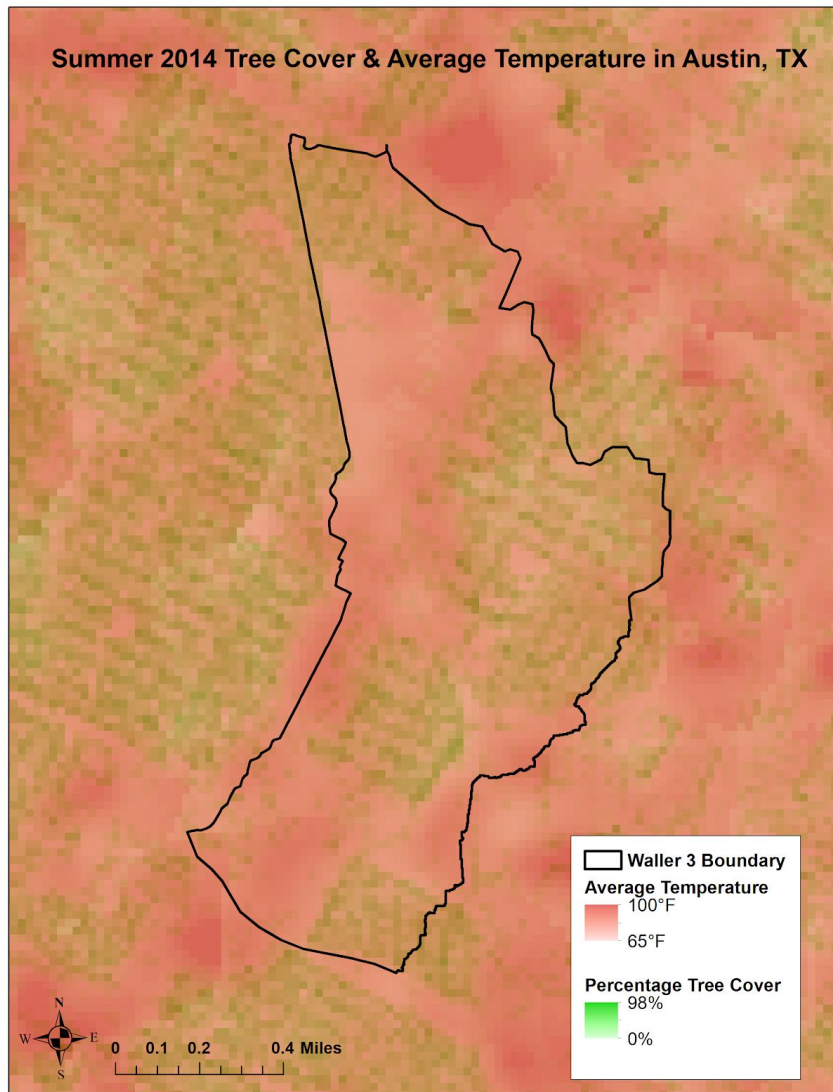 Summer 2014 Tree Cover & Average Temperature in Austin, TX
Waller 3 Boundary
Average Temperature
100°F
65°F
Percentage Tree Cover
98%
0%
N
W E
S
0 0.1 0.2 0.4 Miles